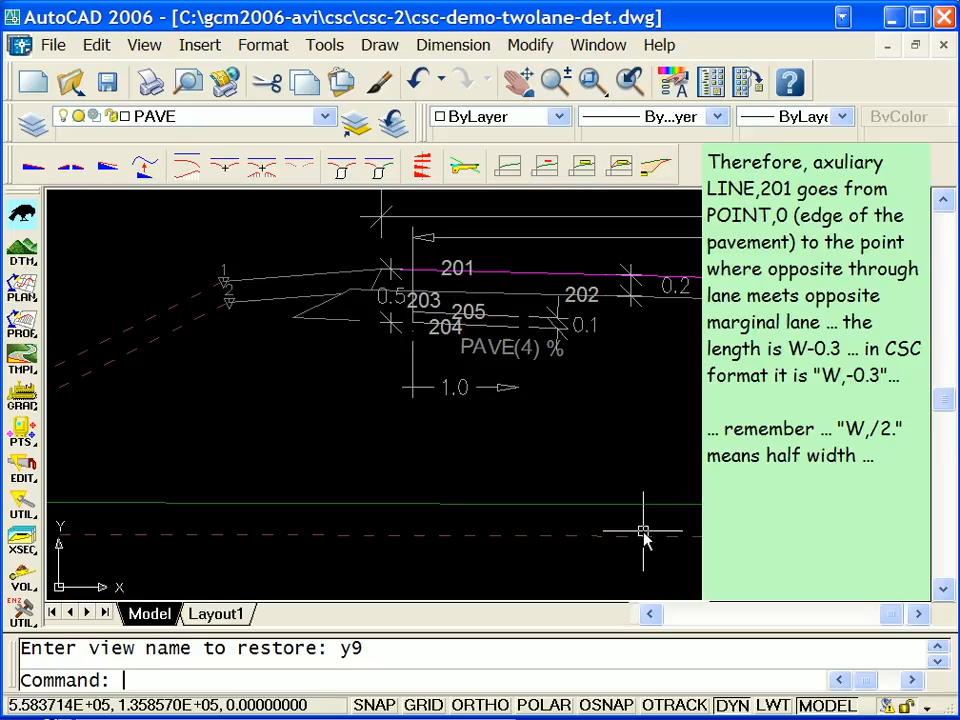 AutoCAD 2006 - [C:\gcm2006-avi\csc\csc-2\csc-demo-twolane-det.dwg]
File Edit View Insert Format Tools Draw Dimension Modify Window Help
PAVE
ByLayer
By...yer
ByLaye
ByColor
Therefore, axuliary
LINE,201 goes from
POINT,0 (edge of the
pavement) to the point
where opposite through
lane meets opposite
marginal lane ... the
length is W-0.3 ... in CSC
format it is "W,-0.3"...
... remember ... "W,/2."
means half width ...
DTM
PLAN
TMPL
GRAD
PTS
EDIT
UTIL
XSEC
VOL
ENZ
UTIL
1
2
201
0.5
203
202
0.2
205
204
0.1
PAVE(4) %
1.0
Y
X
Model Layout1
Enter view name to restore: y9
Command:
5.583714E+05, 1.358570E+05, 0.00000000 SNAP GRID ORTHO POLAR OSNAP OTRACK DYN LWT MODEL